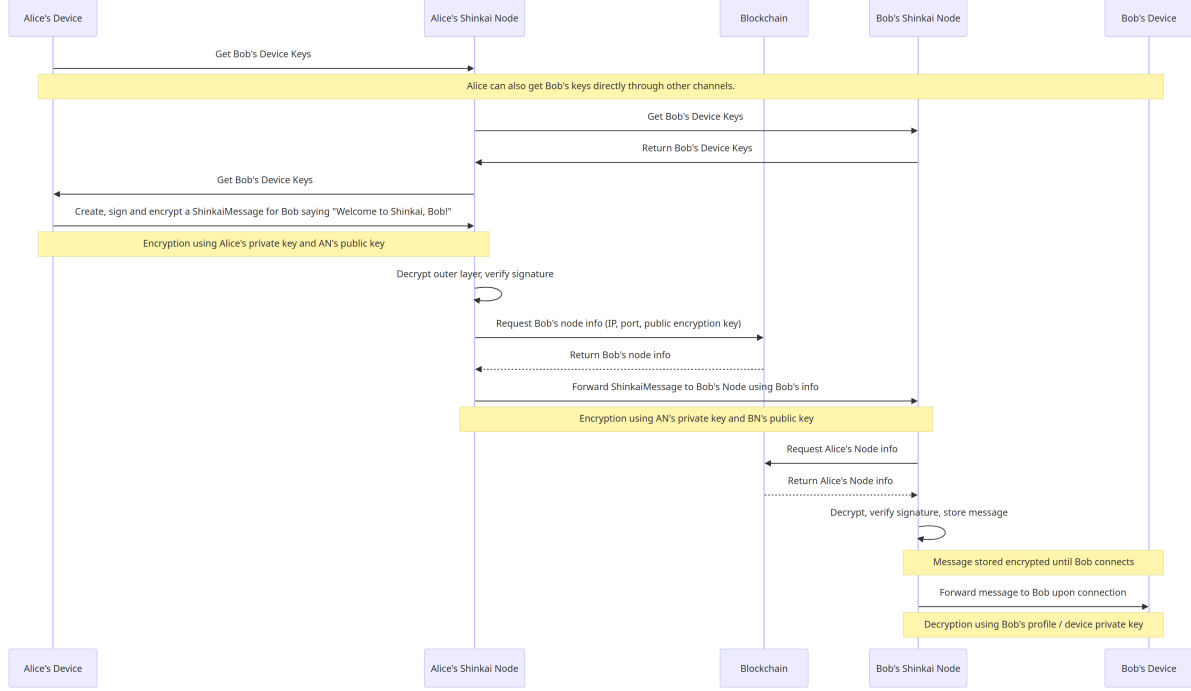 Alice's Device
Alice's Shinkai Node
Blockchain
Bob's Shinkai Node
Bob's Device
Get Bob's Device Keys
Alice can also get Bob's keys directly through other channels.
Get Bob's Device Keys
Return Bob's Device Keys
Get Bob's Device Keys
Create, sign and encrypt a ShinkaiMessage for Bob saying "Welcome to Shinkai, Bob!"
Encryption using Alice's private key and AN's public key
Decrypt outer layer, verify signature
Request Bob's node info (IP, port, public encryption key)
Return Bob's node info
Forward ShinkaiMessage to Bob's Node using Bob's info
Encryption using AN's private key and BN's public key
Request Alice's Node info
Return Alice's Node info
Decrypt, verify signature, store message
Message stored encrypted until Bob connects
Forward message to Bob upon connection
Decryption using Bob's profile / device private key
Alice's Device
Alice's Shinkai Node
Blockchain
Bob's Shinkai Node
Bob's Device